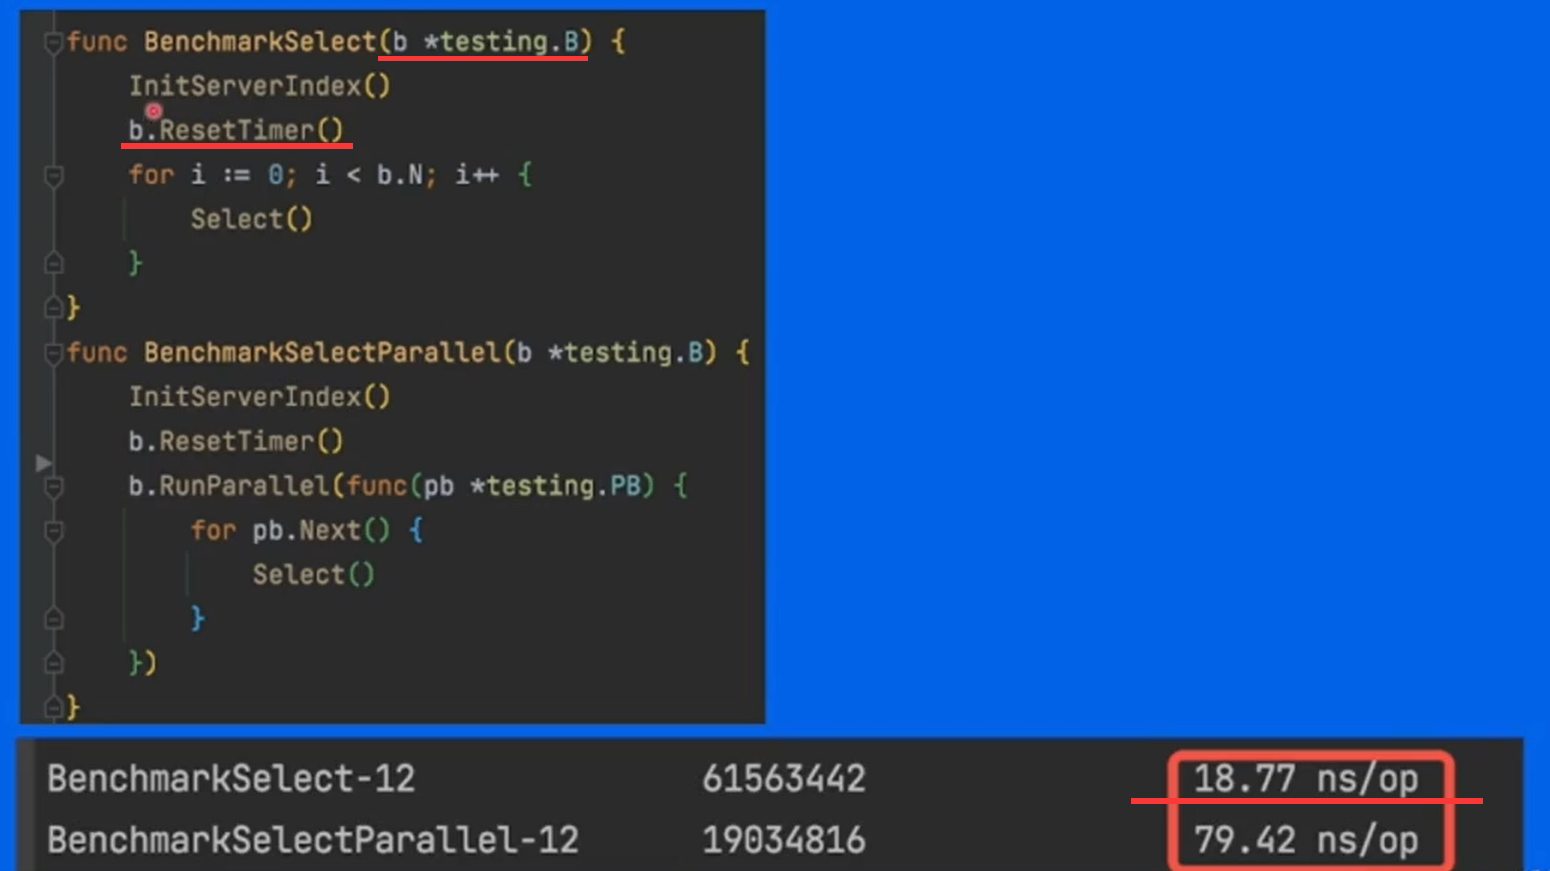 func BenchmarkSelect(b *testing.B) {
InitServerIndex()
b.ResetTimer()
for i := 0; i < b.N; i++ {
Select()
}
}
func BenchmarkSelectParallel(b *testing.B) {
InitServerIndex()
b.ResetTimer()
b.RunParallel(func(pb *testing.PB) {
for pb.Next() {
Select()
}
})
}
BenchmarkSelect-12 61563442 18.77 ns/op
BenchmarkSelectParallel-12 19034816 79.42 ns/op